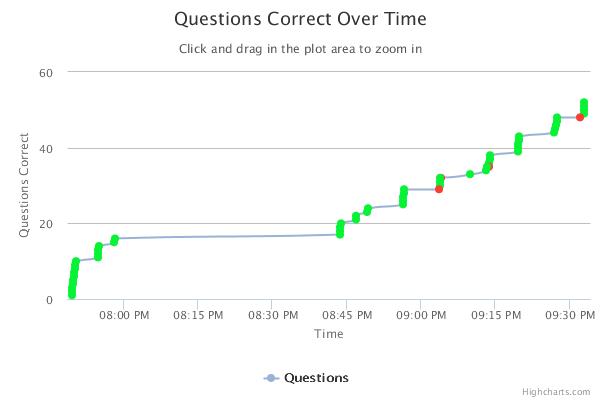 Questions Correct Over Time
Click and drag in the plot area to zoom in
Questions Correct
60
40
20
0
08:00 PM 08:15 PM 08:30 PM 08:45 PM 09:00 PM 09:15 PM 09:30 PM
Time
Questions
Highcharts.com